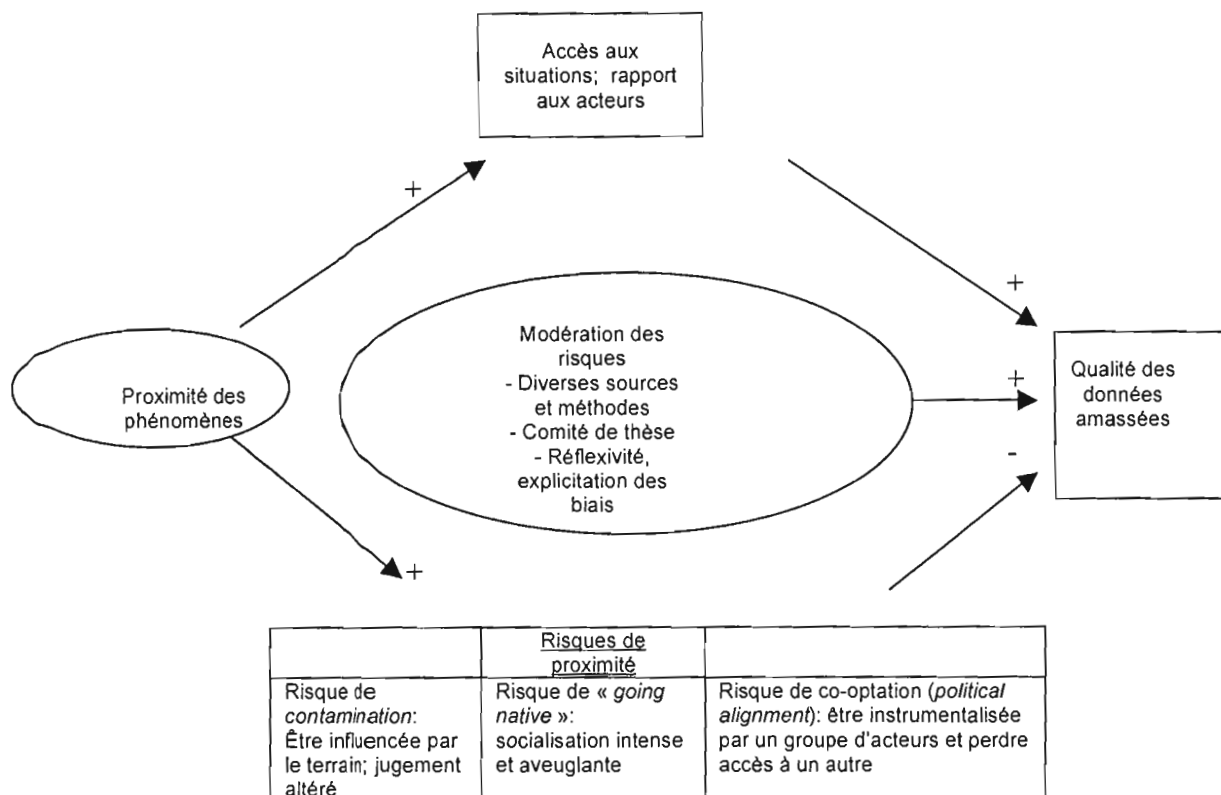 Accès aux
situations; rapport
aux acteurs
+
+
Modération des
risques
- Diverses sources
et méthodes
- Comité de thèse
- Réflexivité,
explicitation des
biais
Proximité des
phénomènes
+
Qualité des
données
amassées
-
+
Risques de
proximité
Risque de
contamination:
Être influencée par
le terrain; jugement
altéré
Risque de « going
native »:
socialisation intense
et aveuglante
Risque de co-optation (political
alignment): être instrumentalisée
par un groupe d'acteurs et perdre
accès à un autre